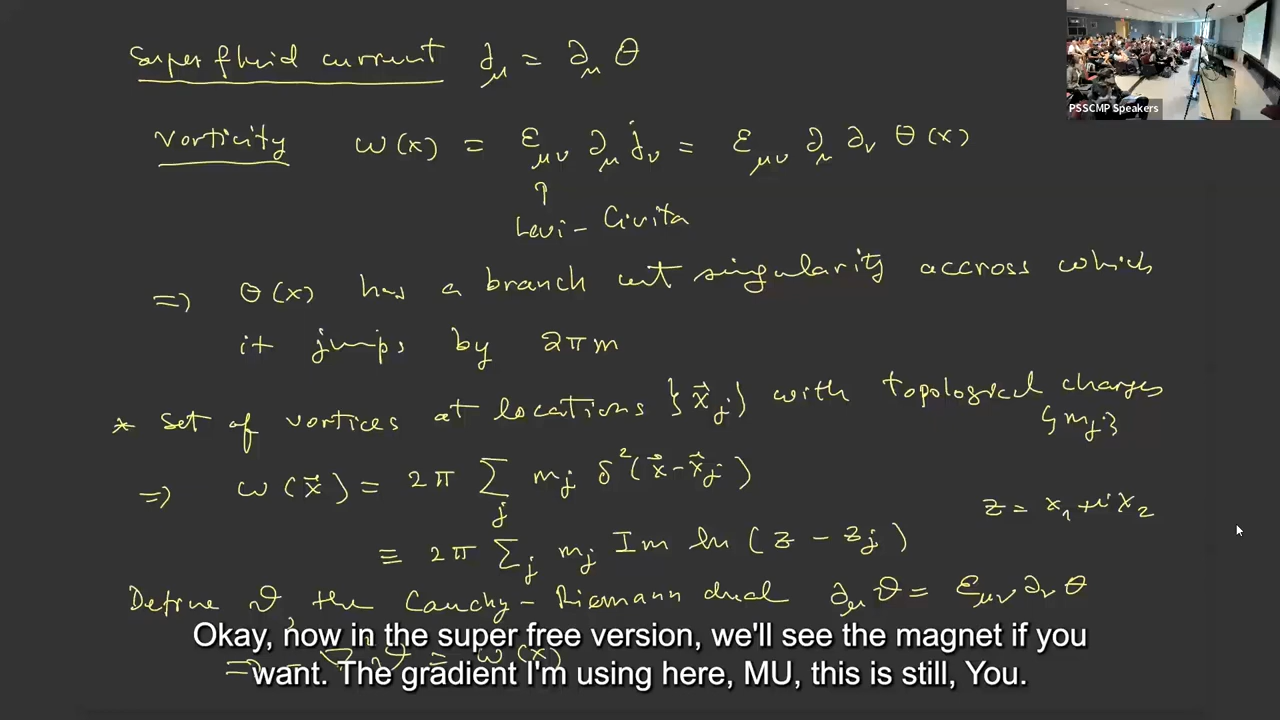 Superfluid current j_μ = ∂_μ θ
PSSCMP Speakers
Vorticity ω(x) = ε_μν ∂_μ j_ν = ε_μν ∂_μ ∂_ν θ(x)
↑
Levi-Civita
⇒ θ(x) has a branch cut singularity accross which
it jumps by 2πm
* Set of vortices at locations {x⃗_j} with topological charges
{m_j}
⇒ ω(x⃗) = 2π ∑_j m_j δ²(x⃗-x⃗_j)
z = x_1 + i x_2
≡ 2π ∑_j m_j Im ln (z - z_j)
Define ϑ, the Cauchy-Riemann dual ∂_μ ϑ = ε_μν ∂_ν θ
⇒ -∇²ϑ = ω(x)
Okay, now in the super free version, we'll see the magnet if you
want. The gradient I'm using here, MU, this is still, You.